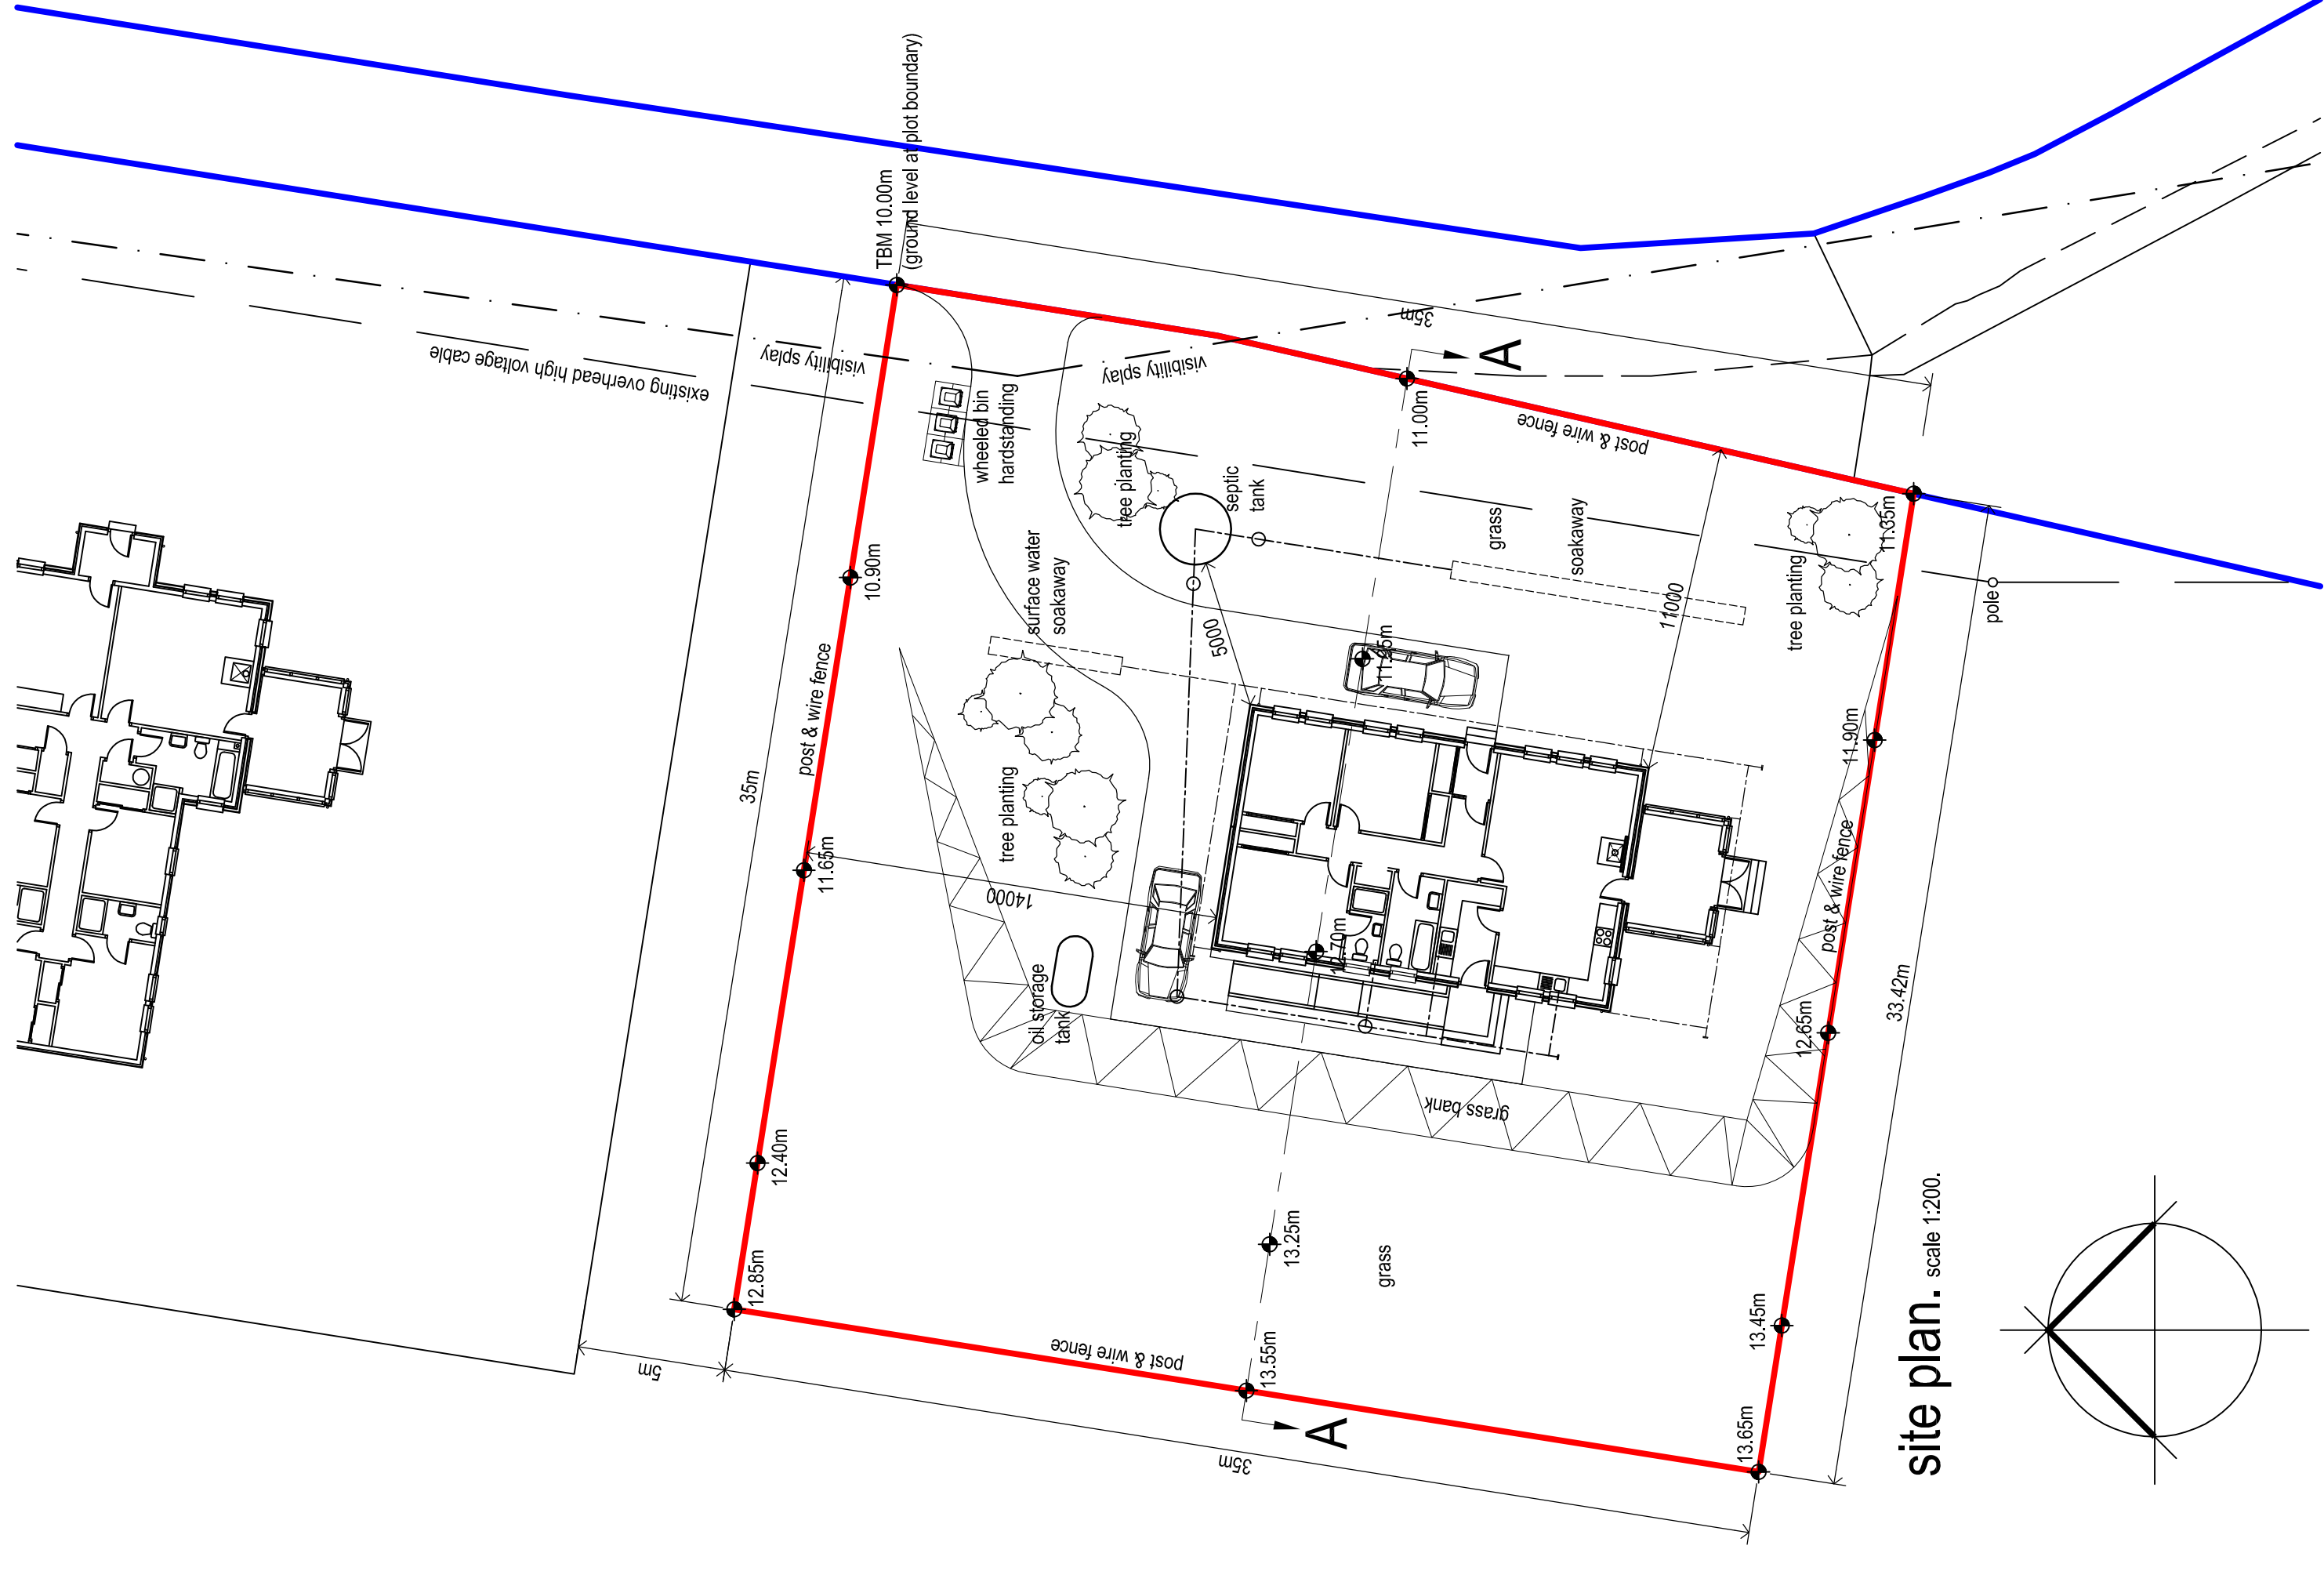 TBM 10.00m
(ground level at plot boundary)
existing overhead high voltage cable
visibility splay
visibility splay
35m
A
wheeled bin
hardstanding
tree planting
septic
tank
11.00m
post & wire fence
grass
soakaway
11.35m
10.90m
surface water
soakaway
5000
11000
tree planting
pole
post & wire fence
11.25m
35m
11.90m
tree planting
11.65m
14000
post & wire fence
oil storage
tank
33.42m
12.65m
grass bank
12.40m
12.85m
13.25m
grass
13.45m
5m
post & wire fence
13.55m
A
35m
13.65m
site plan. scale 1:200.